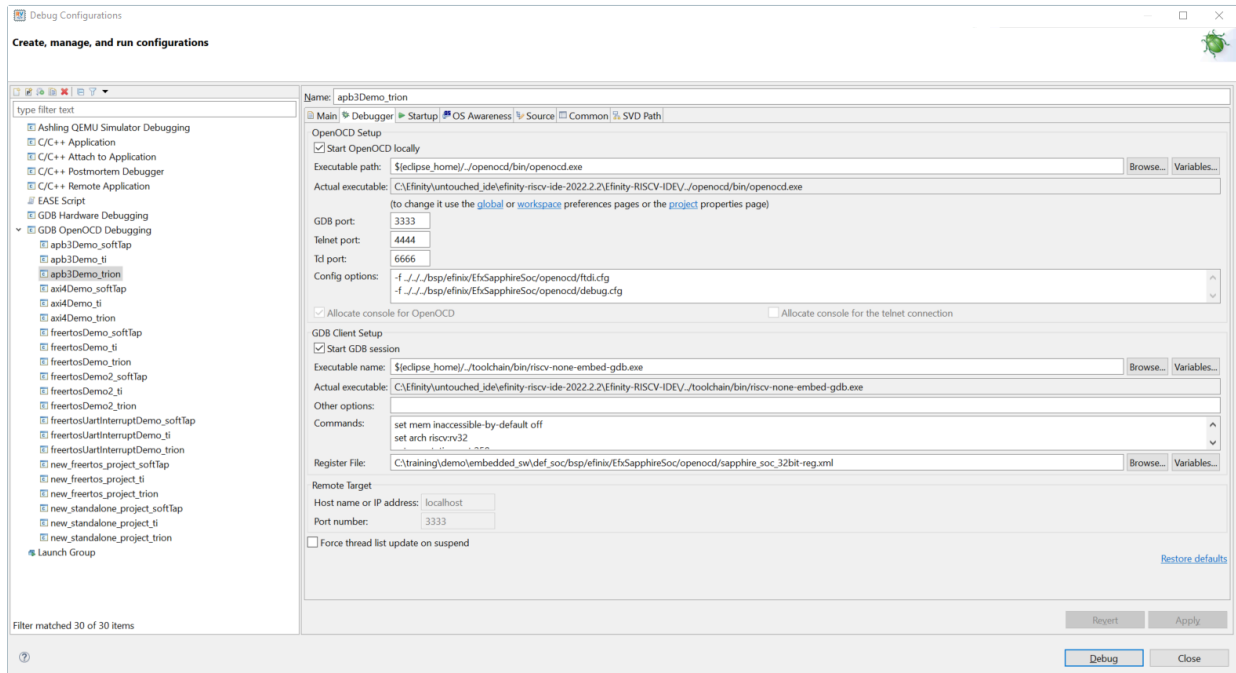 Debug Configurations
Create, manage, and run configurations
type filter text
Ashling QEMU Simulator Debugging
C/C++ Application
C/C++ Attach to Application
C/C++ Postmortem Debugger
C/C++ Remote Application
EASE Script
GDB Hardware Debugging
GDB OpenOCD Debugging
apb3Demo_softTap
apb3Demo_ti
apb3Demo_trion
axi4Demo_softTap
axi4Demo_ti
axi4Demo_trion
freertosDemo_softTap
freertosDemo_ti
freertosDemo_trion
freertosDemo2_softTap
freertosDemo2_ti
freertosDemo2_trion
freertosUartInterruptDemo_softTap
freertosUartInterruptDemo_ti
freertosUartInterruptDemo_trion
new_freertos_project_softTap
new_freertos_project_ti
new_freertos_project_trion
new_standalone_project_softTap
new_standalone_project_ti
new_standalone_project_trion
Launch Group
Filter matched 30 of 30 items
Name: apb3Demo_trion
Main Debugger Startup OS Awareness Source Common SVD Path
OpenOCD Setup
Start OpenOCD locally
Executable path: ${eclipse_home}/../openocd/bin/openocd.exe Browse... Variables...
Actual executable: C:\Efinity\untouched_ide\efinity-riscv-ide-2022.2.2\Efinity-RISCV-IDE\/../openocd/bin/openocd.exe
(to change it use the global or workspace preferences pages or the project properties page)
GDB port: 3333
Telnet port: 4444
Tcl port: 6666
Config options: -f ../../../bsp/efinix/EfxSapphireSoc/openocd/ftdi.cfg
-f ../../../bsp/efinix/EfxSapphireSoc/openocd/debug.cfg
Allocate console for OpenOCD Allocate console for the telnet connection
GDB Client Setup
Start GDB session
Executable name: ${eclipse_home}/../toolchain/bin/riscv-none-embed-gdb.exe Browse... Variables...
Actual executable: C:\Efinity\untouched_ide\efinity-riscv-ide-2022.2.2\Efinity-RISCV-IDE\/../toolchain/bin/riscv-none-embed-gdb.exe
Other options:
Commands: set mem inaccessible-by-default off
set arch riscv:rv32
Register File: C:\training\demo\embedded_sw\def_soc/bsp/efinix/EfxSapphireSoc/openocd/sapphire_soc_32bit-reg.xml Browse... Variables...
Remote Target
Host name or IP address: localhost
Port number: 3333
Force thread list update on suspend
Restore defaults
Revert Apply
Debug Close